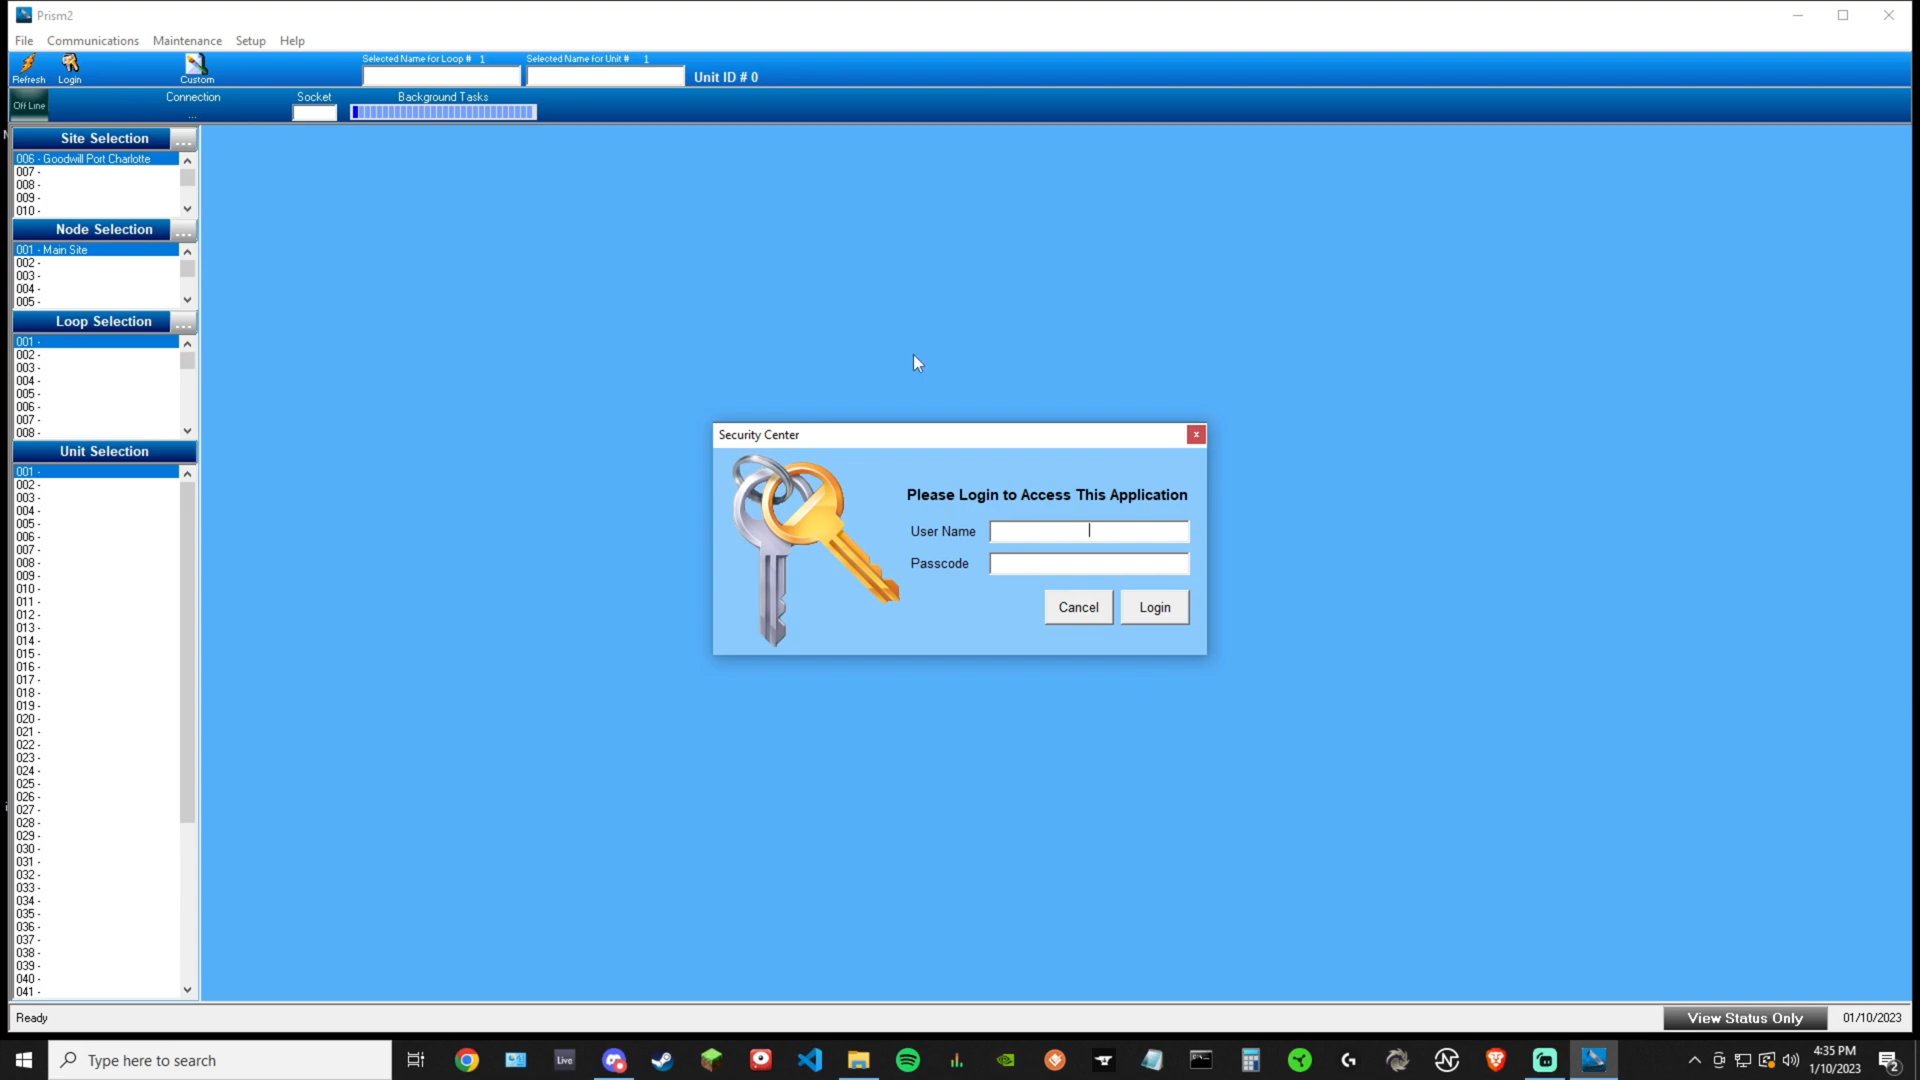 Prism2
File Communications Maintenance Setup Help
Refresh Login Custom
Selected Name for Loop # 1 Selected Name for Unit # 1
Unit ID # 0
Off Line Connection Socket Background Tasks
...
Site Selection ...
006 - Goodwill Port Charlotte
007 -
008 -
009 -
010 -
Node Selection ...
001 - Main Site
002 -
003 -
004 -
005 -
Loop Selection ...
001 -
002 -
003 -
004 -
005 -
006 -
007 -
008 -
Unit Selection
001 -
002 -
003 -
004 -
005 -
006 -
007 -
008 -
009 -
010 -
011 -
012 -
013 -
014 -
015 -
016 -
017 -
018 -
019 -
020 -
021 -
022 -
023 -
024 -
025 -
026 -
027 -
028 -
029 -
030 -
031 -
032 -
033 -
034 -
035 -
036 -
037 -
038 -
039 -
040 -
041 -
Security Center
Please Login to Access This Application
User Name
Passcode
Cancel Login
Ready
View Status Only 01/10/2023
Type here to search
Live
4:35 PM
1/10/2023
2